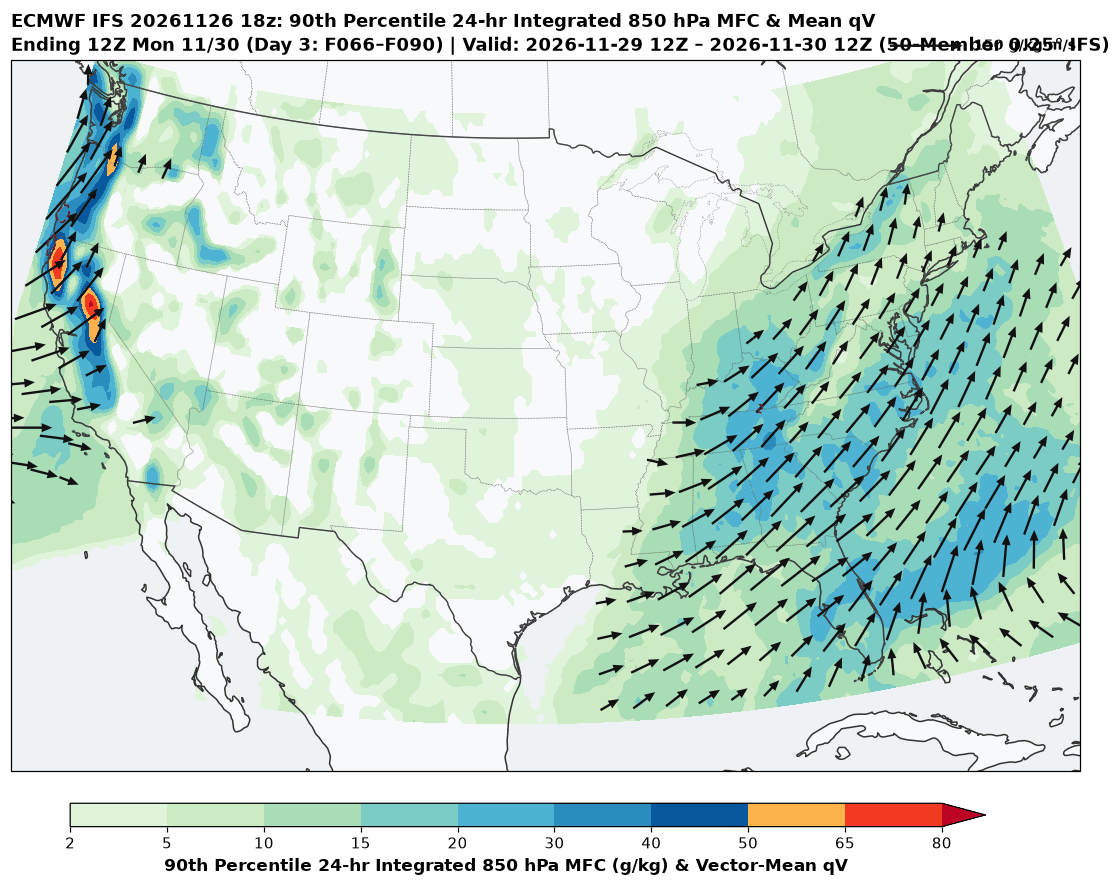 ECMWF IFS 20261126 18z: 90th Percentile 24-hr Integrated 850 hPa MFC & Mean qV
Ending 12Z Mon 11/30 (Day 3: F066–F090) | Valid: 2026-11-29 12Z – 2026-11-30 12Z (50-Member 0.25° IFS)
2 5 10 15 20 30 40 50 65 80
90th Percentile 24-hr Integrated 850 hPa MFC (g/kg) & Vector-Mean qV